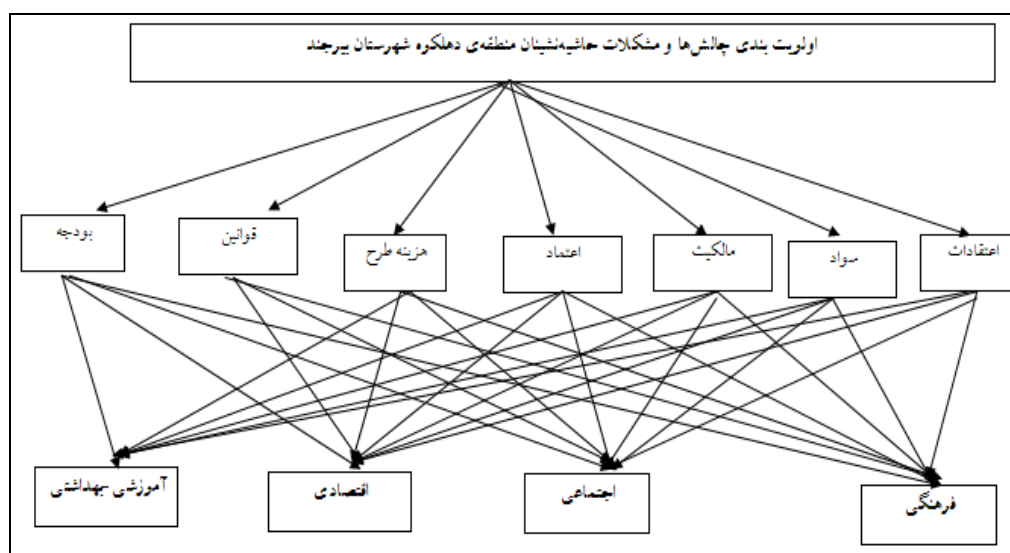 اولویت بندی چالش‌ها و مشکلات حاشیه‌نشینان منطقه‌ی دهلکوه شهرستان بیرجند
اعتقادات
سواد
مالکیت
اعتماد
هزینه طرح
قوانین
بودجه
فرهنگی
اجتماعی
اقتصادی
آموزشی-بهداشتی